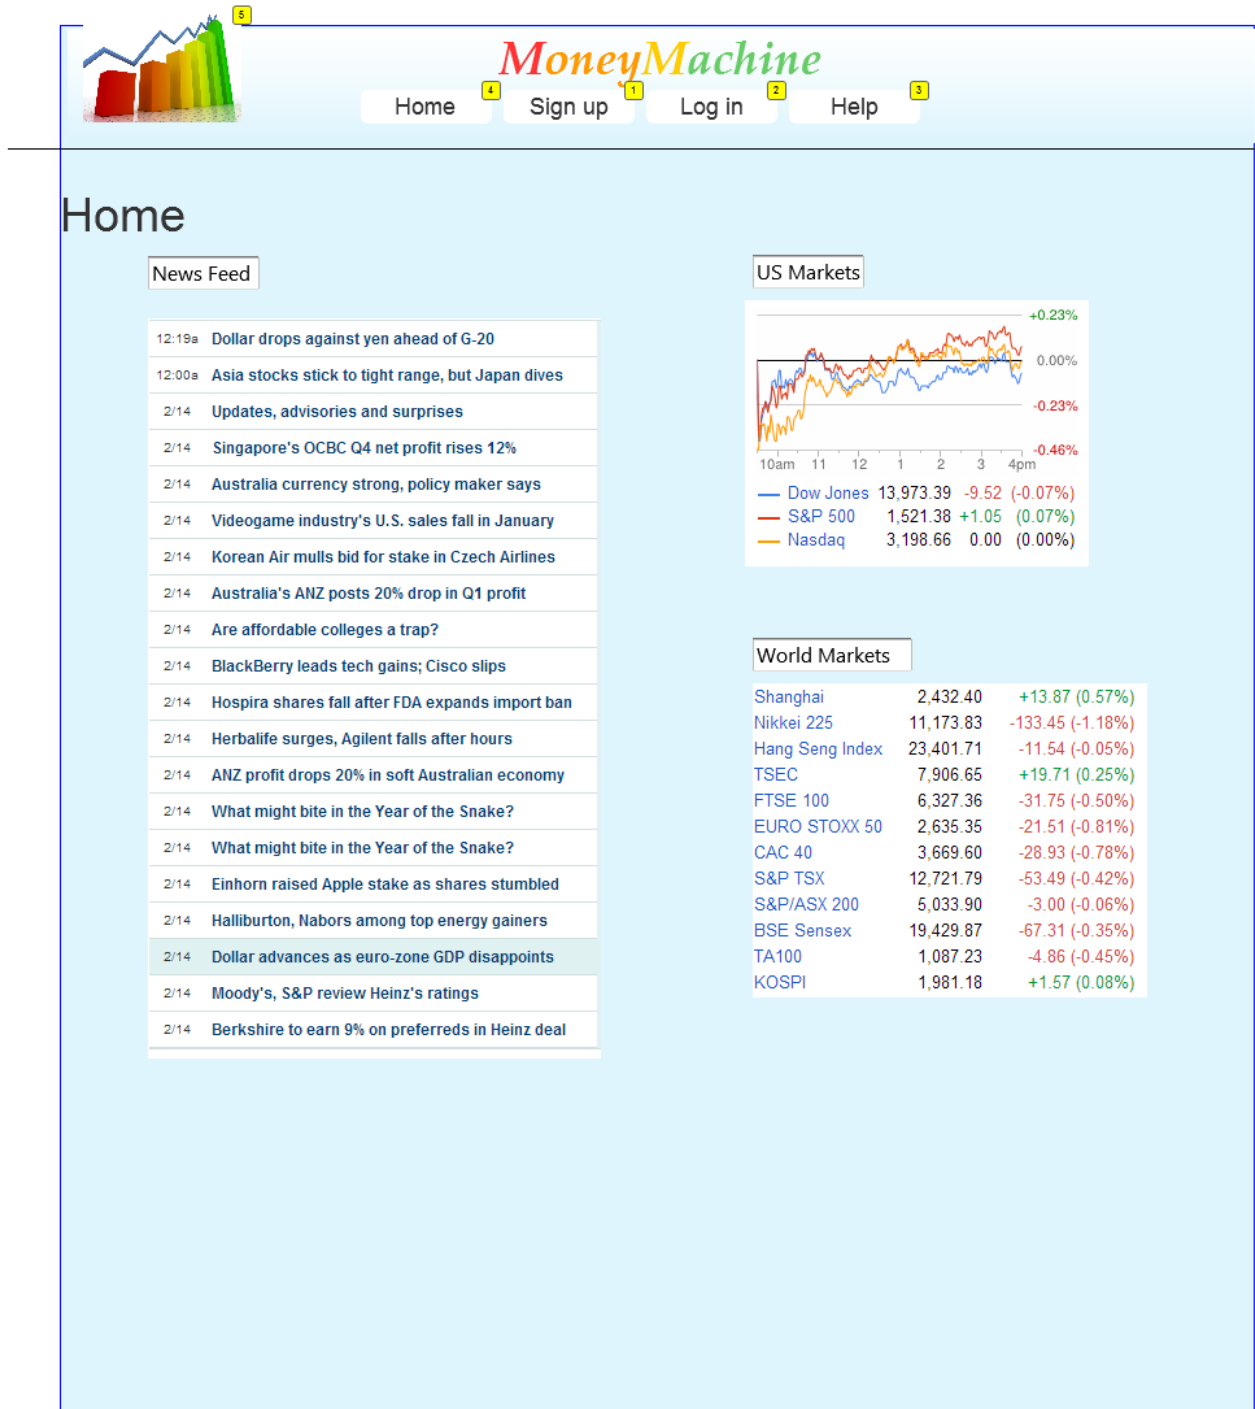 5
MoneyMachine
Home 4 Sign up 1 Log in 2 Help 3
Home
News Feed
12:19a Dollar drops against yen ahead of G-20
12:00a Asia stocks stick to tight range, but Japan dives
2/14 Updates, advisories and surprises
2/14 Singapore's OCBC Q4 net profit rises 12%
2/14 Australia currency strong, policy maker says
2/14 Videogame industry's U.S. sales fall in January
2/14 Korean Air mulls bid for stake in Czech Airlines
2/14 Australia's ANZ posts 20% drop in Q1 profit
2/14 Are affordable colleges a trap?
2/14 BlackBerry leads tech gains; Cisco slips
2/14 Hospira shares fall after FDA expands import ban
2/14 Herbalife surges, Agilent falls after hours
2/14 ANZ profit drops 20% in soft Australian economy
2/14 What might bite in the Year of the Snake?
2/14 What might bite in the Year of the Snake?
2/14 Einhorn raised Apple stake as shares stumbled
2/14 Halliburton, Nabors among top energy gainers
2/14 Dollar advances as euro-zone GDP disappoints
2/14 Moody's, S&P review Heinz's ratings
2/14 Berkshire to earn 9% on preferreds in Heinz deal
US Markets
+0.23%
0.00%
-0.23%
-0.46%
10am 11 12 1 2 3 4pm
Dow Jones 13,973.39 -9.52 (-0.07%)
S&P 500 1,521.38 +1.05 (0.07%)
Nasdaq 3,198.66 0.00 (0.00%)
World Markets
Shanghai 2,432.40 +13.87 (0.57%)
Nikkei 225 11,173.83 -133.45 (-1.18%)
Hang Seng Index 23,401.71 -11.54 (-0.05%)
TSEC 7,906.65 +19.71 (0.25%)
FTSE 100 6,327.36 -31.75 (-0.50%)
EURO STOXX 50 2,635.35 -21.51 (-0.81%)
CAC 40 3,669.60 -28.93 (-0.78%)
S&P TSX 12,721.79 -53.49 (-0.42%)
S&P/ASX 200 5,033.90 -3.00 (-0.06%)
BSE Sensex 19,429.87 -67.31 (-0.35%)
TA100 1,087.23 -4.86 (-0.45%)
KOSPI 1,981.18 +1.57 (0.08%)